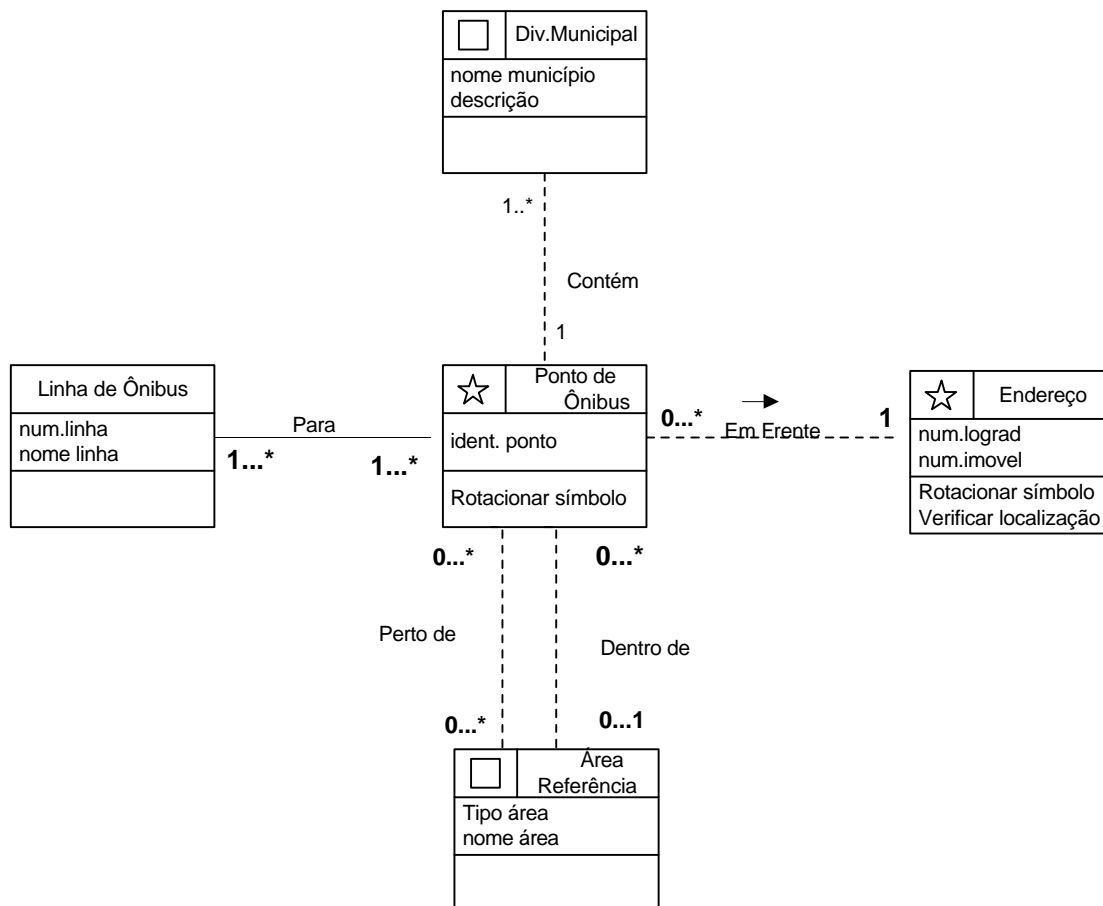 Div.Municipal
nome município
descrição
1..*
Contém
1
Linha de Ônibus
num.linha
nome linha
Para
1...*
1...*
Ponto de
Ônibus
ident. ponto
Rotacionar símbolo
0...*
Em Frente
1
Endereço
num.lograd
num.imovel
Rotacionar símbolo
Verificar localização
0...*
0...*
Perto de
Dentro de
0...*
0...1
Área
Referência
Tipo área
nome área